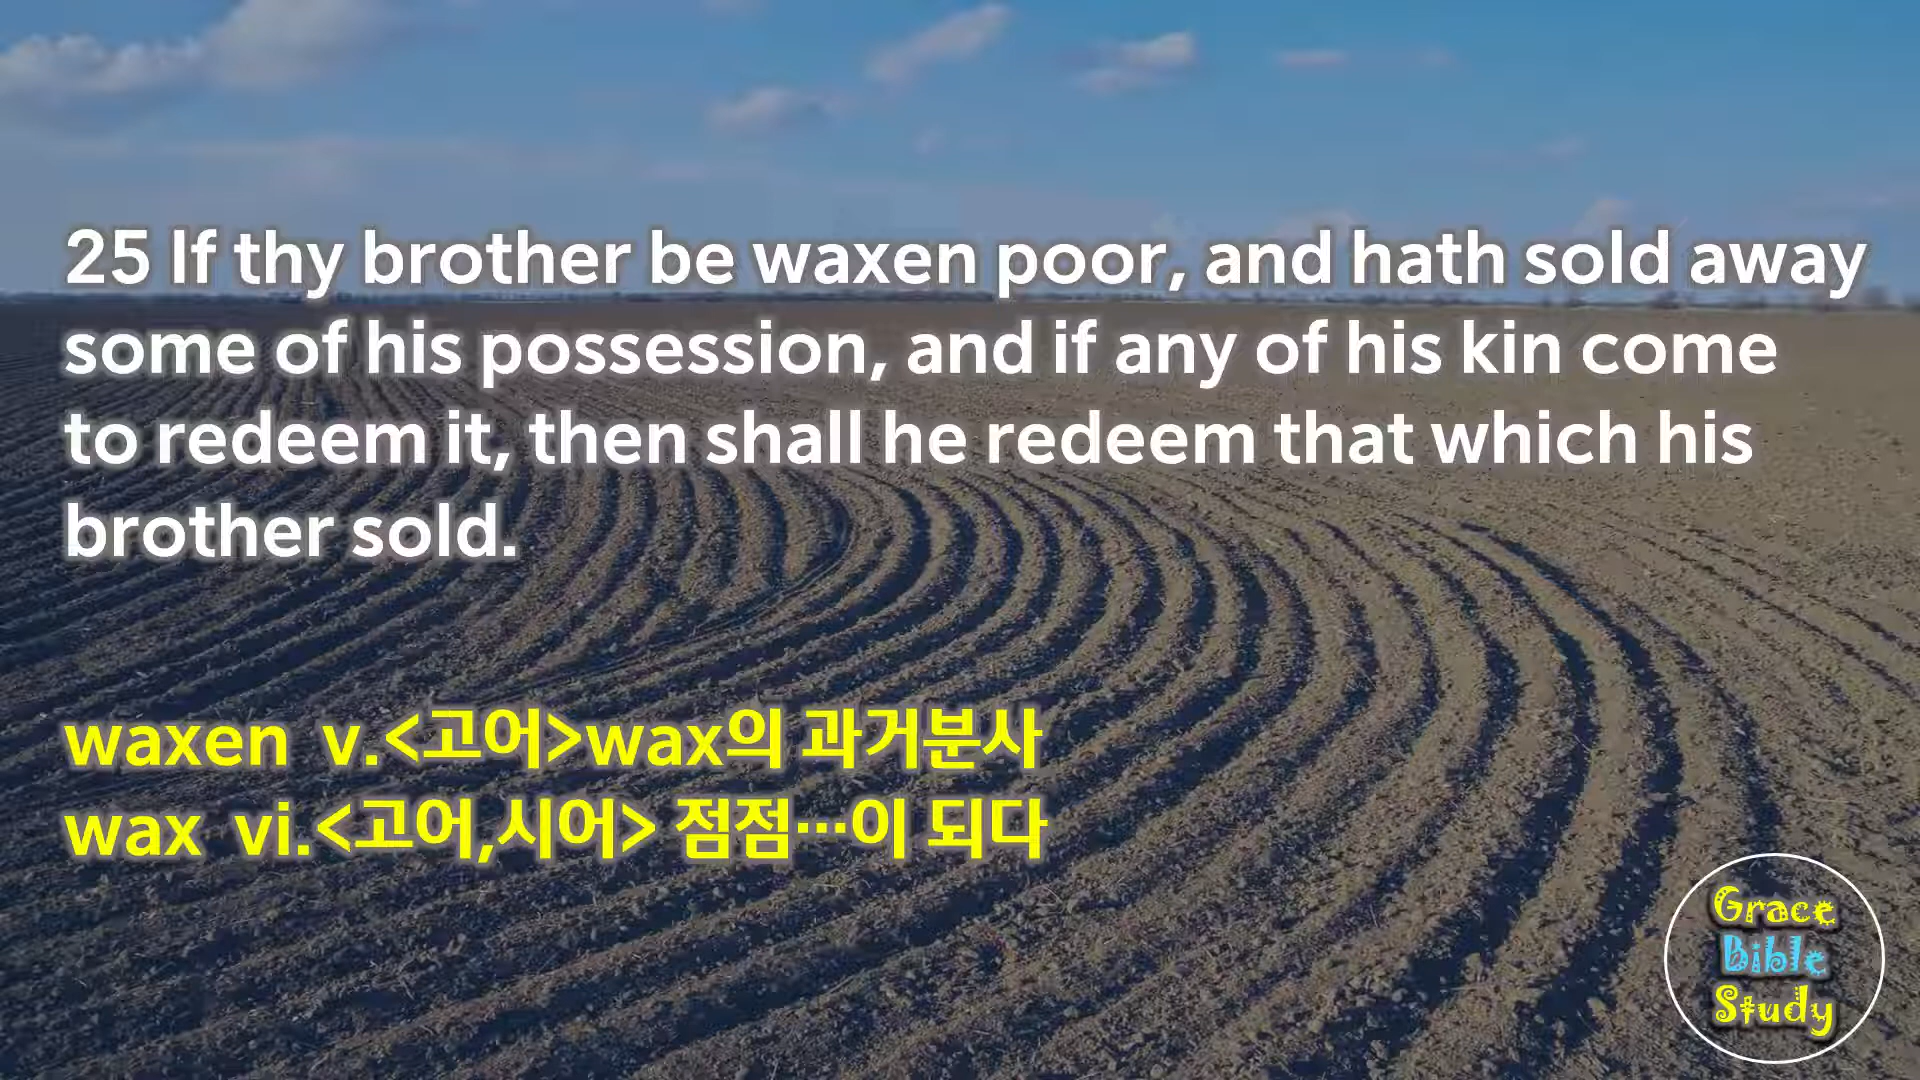 25 If thy brother be waxen poor, and hath sold away
some of his possession, and if any of his kin come
to redeem it, then shall he redeem that which his
brother sold.
waxen v.<고어>wax의 과거분사
wax vi.<고어,시어> 점점…이 되다
Grace
Bible
Study